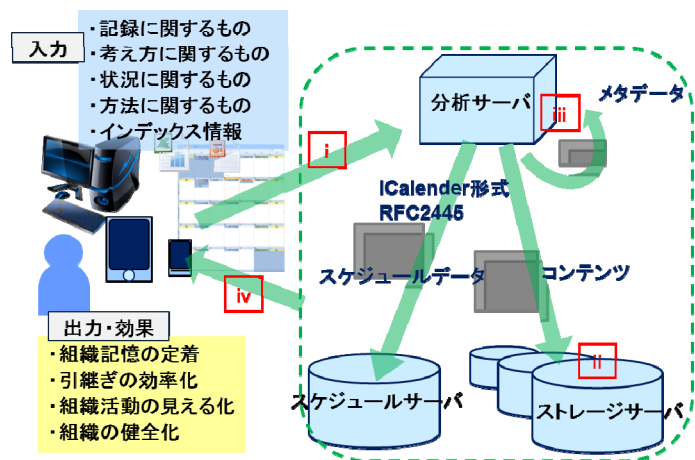 入力
・記録に関するもの
・考え方に関するもの
・状況に関するもの
・方法に関するもの
・インデックス情報
i
分析サーバ
iii
メタデータ
ICalender形式
RFC2445
スケジュールデータ
コンテンツ
iv
出力・効果
・組織記憶の定着
・引継ぎの効率化
・組織活動の見える化
・組織の健全化
スケジュールサーバ
ii
ストレージサーバ